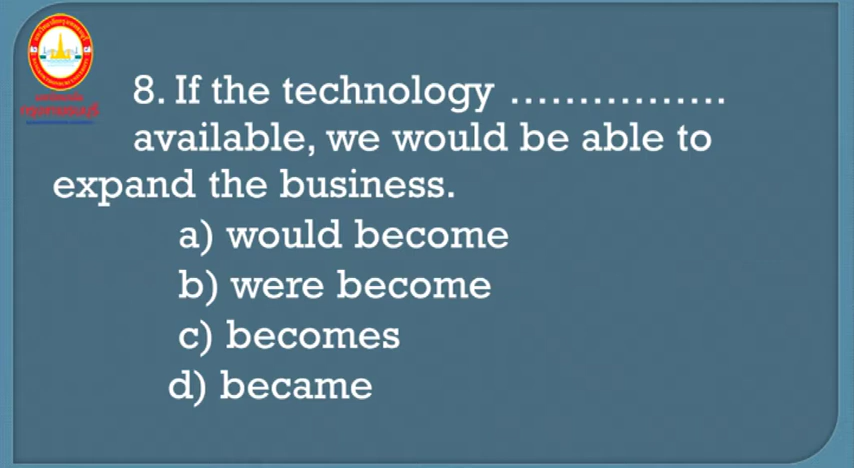 8. If the technology ................
available, we would be able to
expand the business.
a) would become
b) were become
c) becomes
d) became